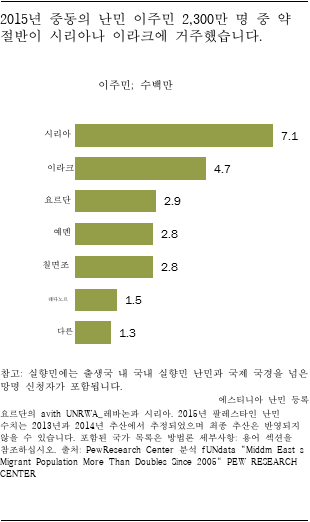 2015년 중동의 난민 이주민 2,300만 명 중 약
절반이 시리아나 이라크에 거주했습니다.
이주민; 수백만
시리아 7.1
이라크 4.7
요르단 2.9
예멘 2.8
칠면조 2.8
레바노르 1.5
다른 1.3
참고: 실향민에는 출생국 내 국내 실향민 난민과 국제 국경을 넘은
망명 신청자가 포함됩니다.
에스티니아 난민 등록
요르단의 avith UNRWA_레바논과 시리아. 2015년 팔레스타인 난민
수치는 2013년과 2014년 추산에서 추정되었으며 최종 추산은 반영되지
않을 수 있습니다. 포함된 국가 목록은 방법론 세부사항: 용어 섹션을
참조하십시오. 출처: PewResearch Center 분석 fUNdata "Middm East s
Migrant Population More Than Doubles Since 2005" PEW RESEARCH
CENTER